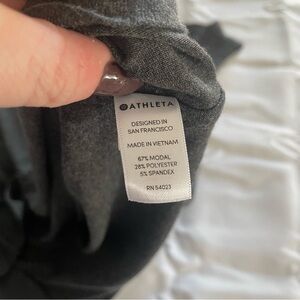 ATHLETA
DESIGNED IN
SAN FRANCISCO
MADE IN VIETNAM
67% MODAL
28% POLYESTER
5% SPANDEX
RN 54023